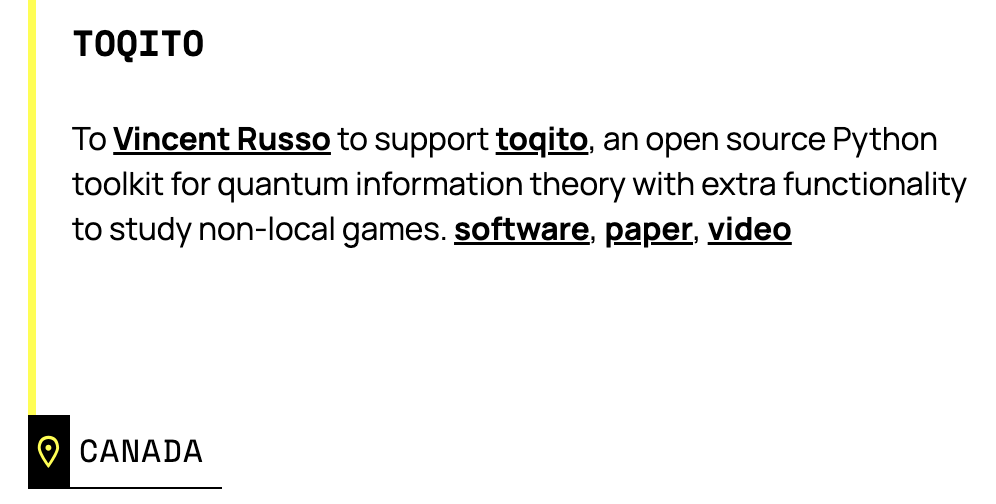 TOQITO
To Vincent Russo to support toqito, an open source Python
toolkit for quantum information theory with extra functionality
to study non-local games. software, paper, video
CANADA